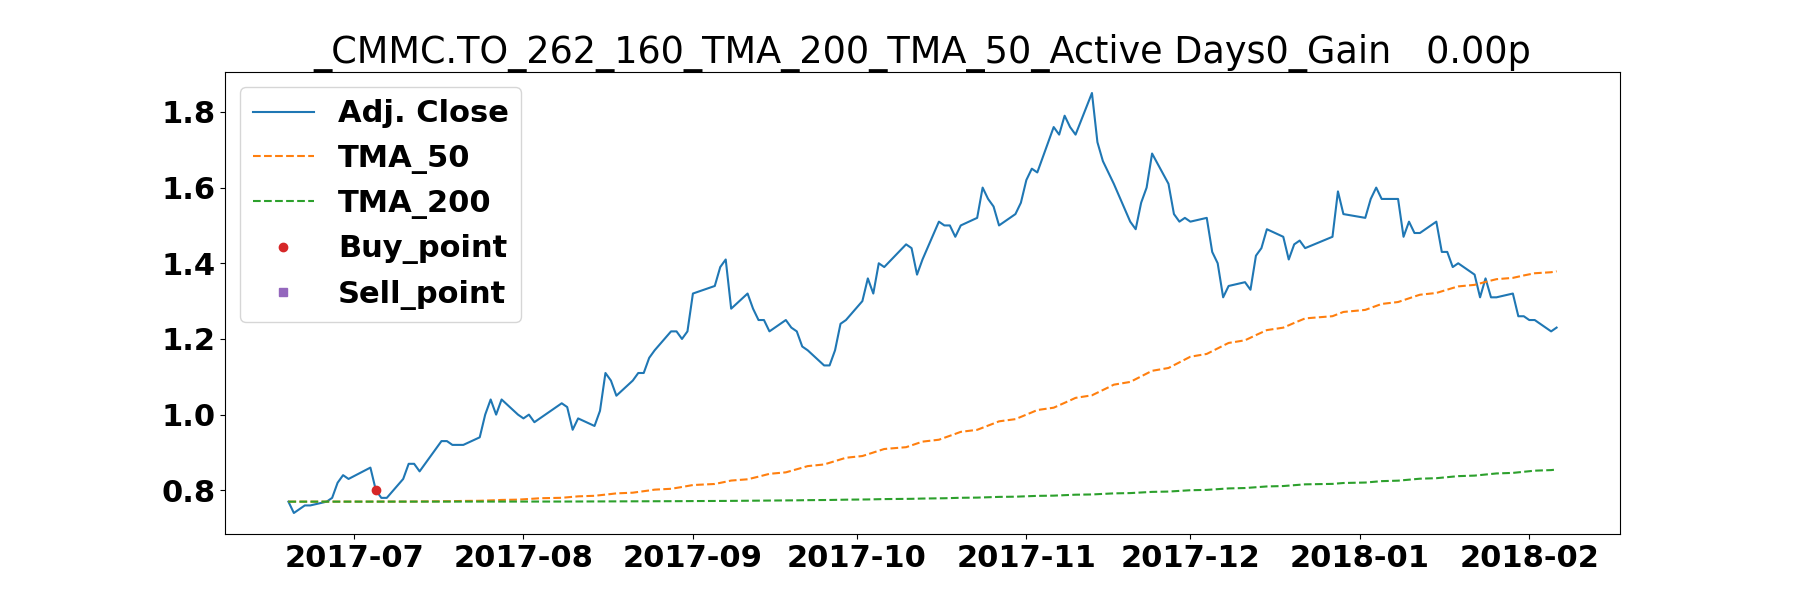 _CMMC.TO_262_160_TMA_200_TMA_50_Active Days0_Gain   0.00p
1.8
1.6
1.4
1.2
1.0
0.8
Adj. Close
TMA_50
TMA_200
Buy_point
Sell_point
2017-07 2017-08 2017-09 2017-10 2017-11 2017-12 2018-01 2018-02